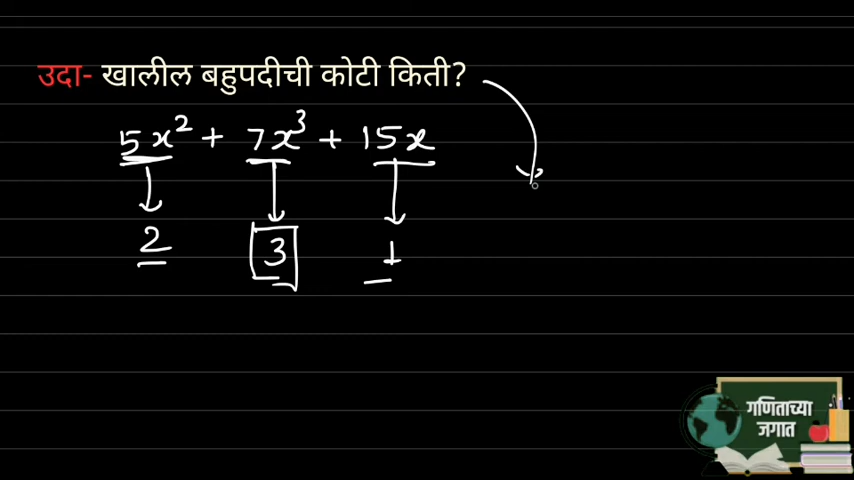 उदा- खालील बहुपदीची कोटी किती?
5x² + 7x³ + 15x
2 3 1
गणिताच्या
जगात